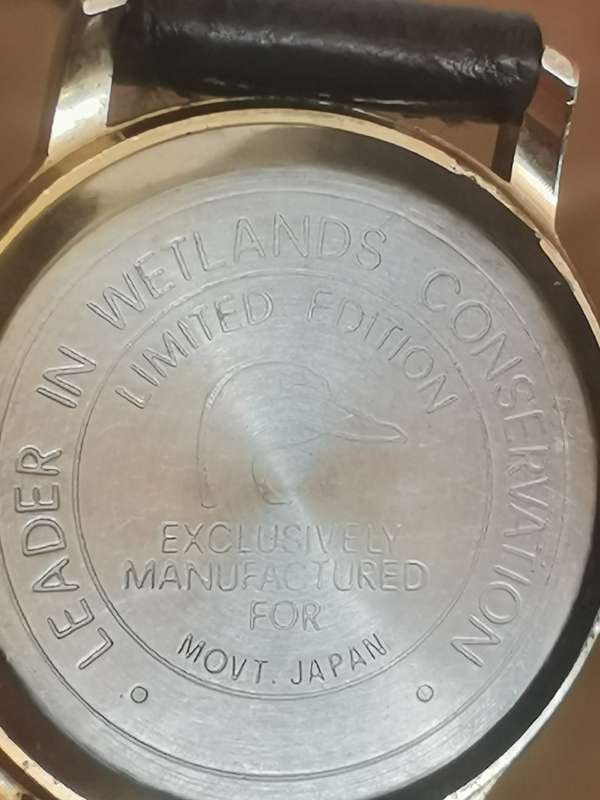 LEADER IN WETLANDS CONSERVATION
LIMITED EDITION
EXCLUSIVELY
MANUFACTURED
FOR
MOVT. JAPAN